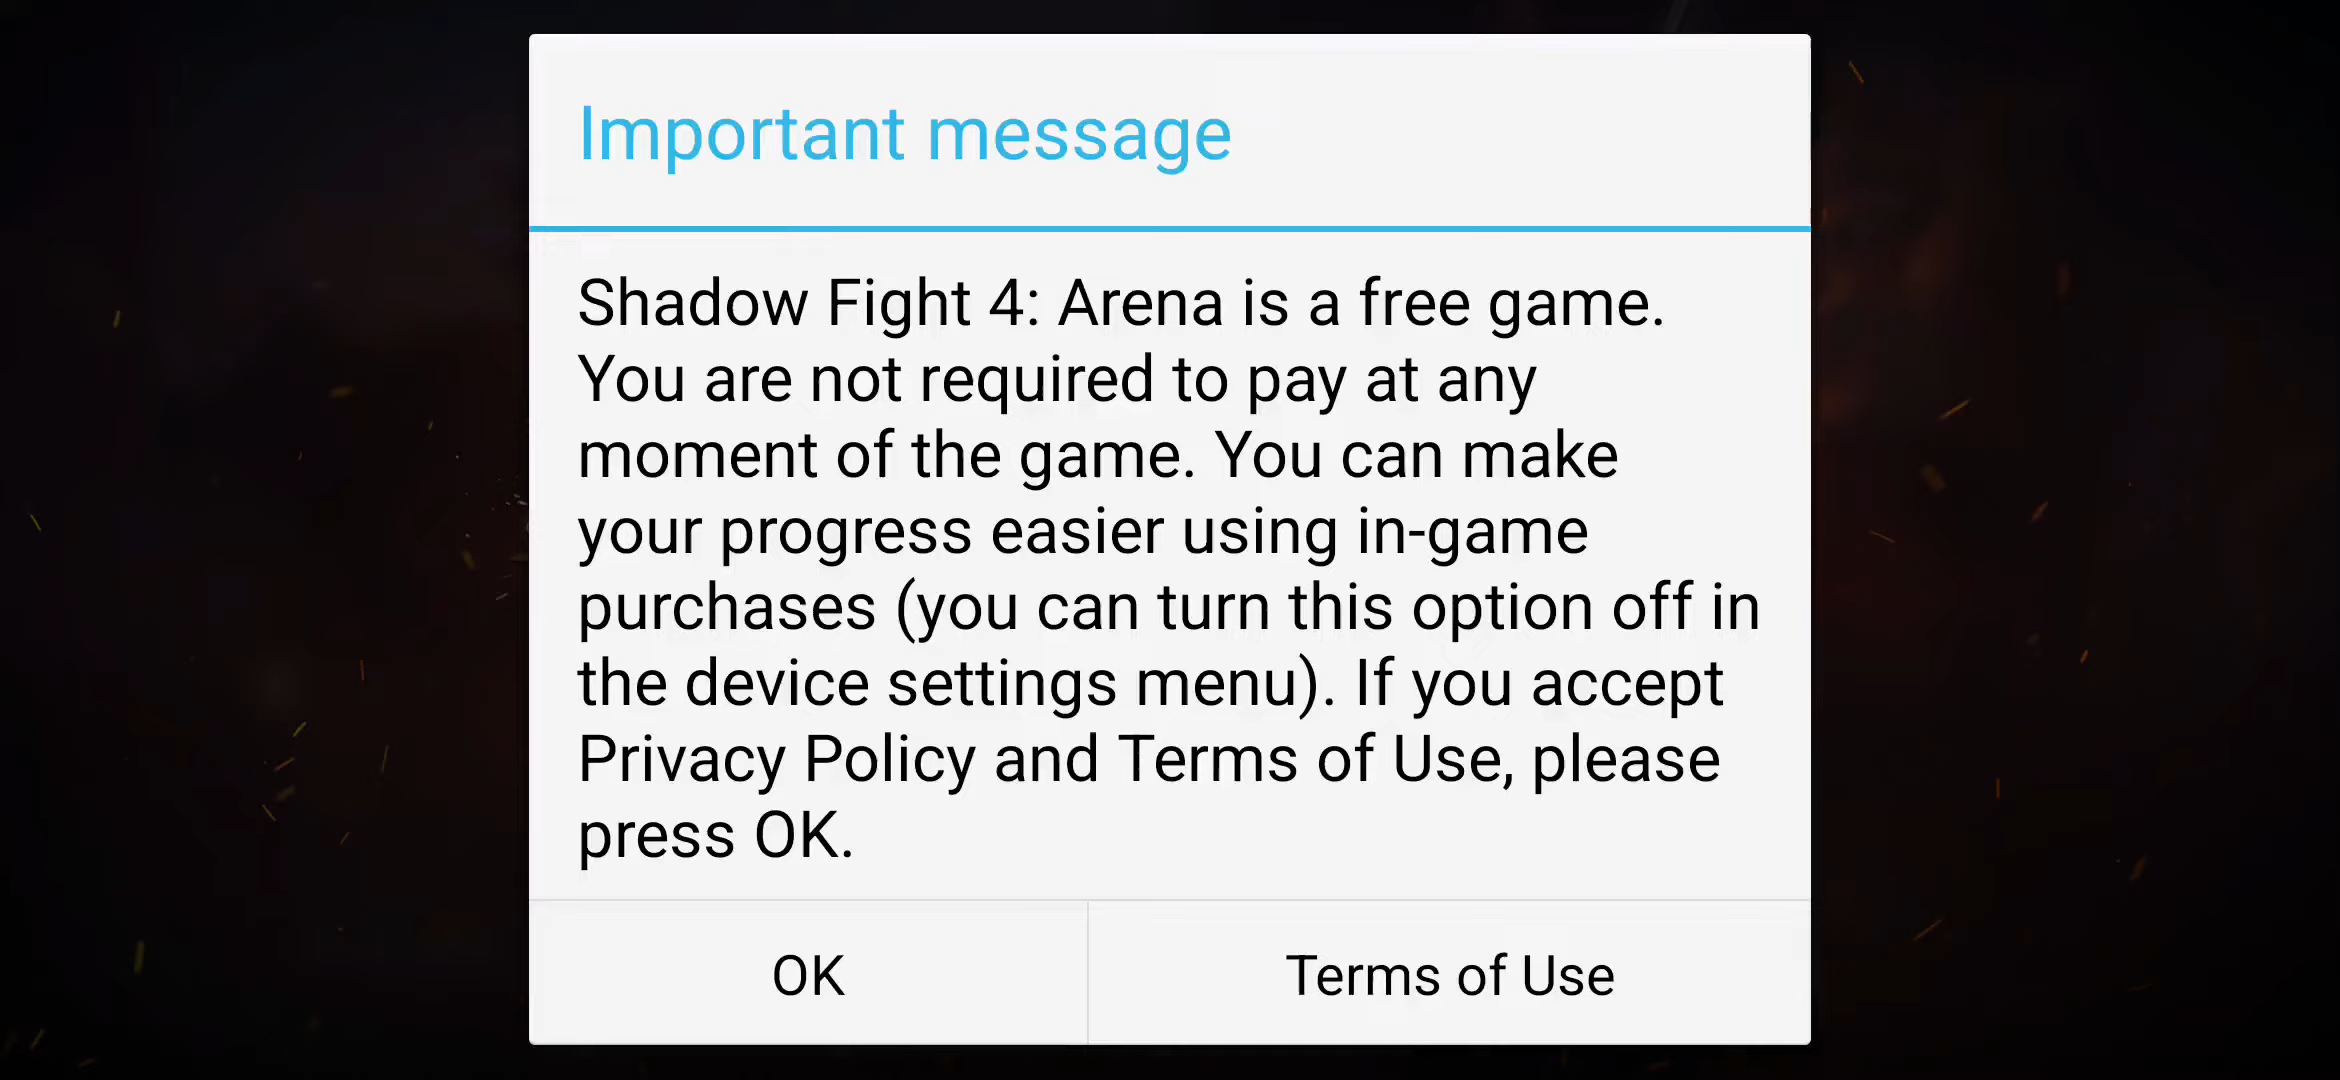 Important message
Shadow Fight 4: Arena is a free game.
You are not required to pay at any
moment of the game. You can make
your progress easier using in-game
purchases (you can turn this option off in
the device settings menu). If you accept
Privacy Policy and Terms of Use, please
press OK.
OK
Terms of Use